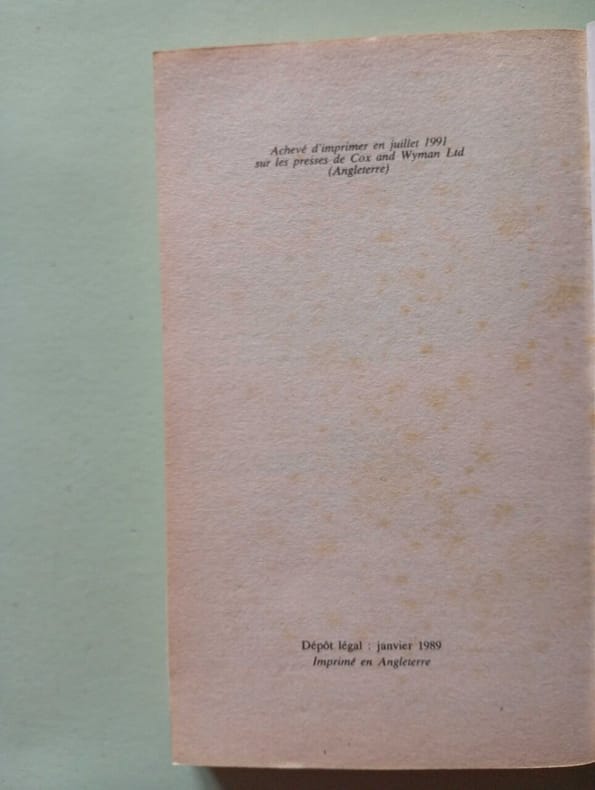 Achevé d'imprimer en juillet 1991
sur les presses de Cox and Wyman Ltd
(Angleterre)
Dépôt légal : janvier 1989
Imprimé en Angleterre